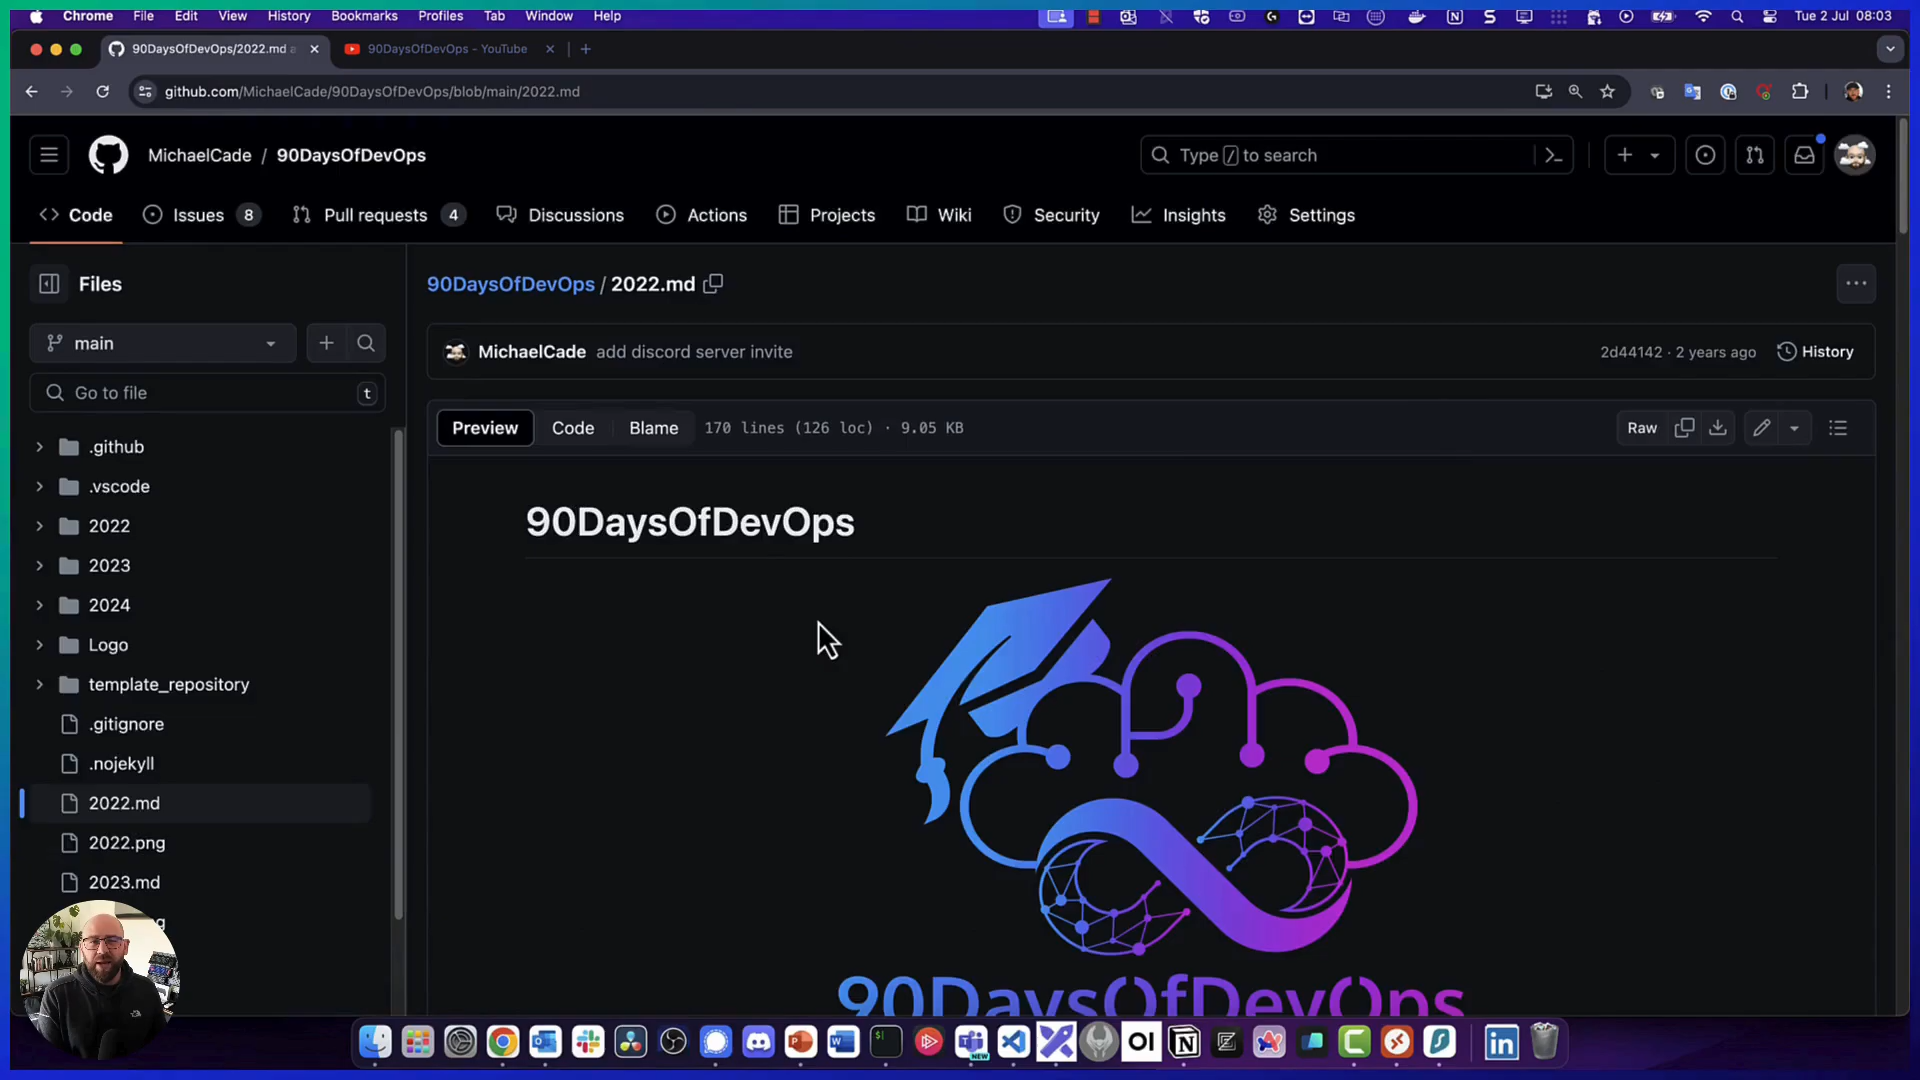 Chrome File Edit View History Bookmarks Profiles Tab Window Help Tue 2 Jul 08:03
90DaysOfDevOps/2022.md a 90DaysOfDevOps - YouTube
github.com/MichaelCade/90DaysOfDevOps/blob/main/2022.md
MichaelCade / 90DaysOfDevOps Type / to search
Code Issues 8 Pull requests 4 Discussions Actions Projects Wiki Security Insights Settings
Files
90DaysOfDevOps / 2022.md
main
MichaelCade add discord server invite 2d44142 · 2 years ago History
Go to file t
Preview Code Blame 170 lines (126 loc) · 9.05 KB Raw
.github
.vscode
2022
2023
2024
Logo
template_repository
.gitignore
.nojekyll
2022.md
2022.png
2023.md
90DaysOfDevOps
90DaysOfDevOps
NEW
OI